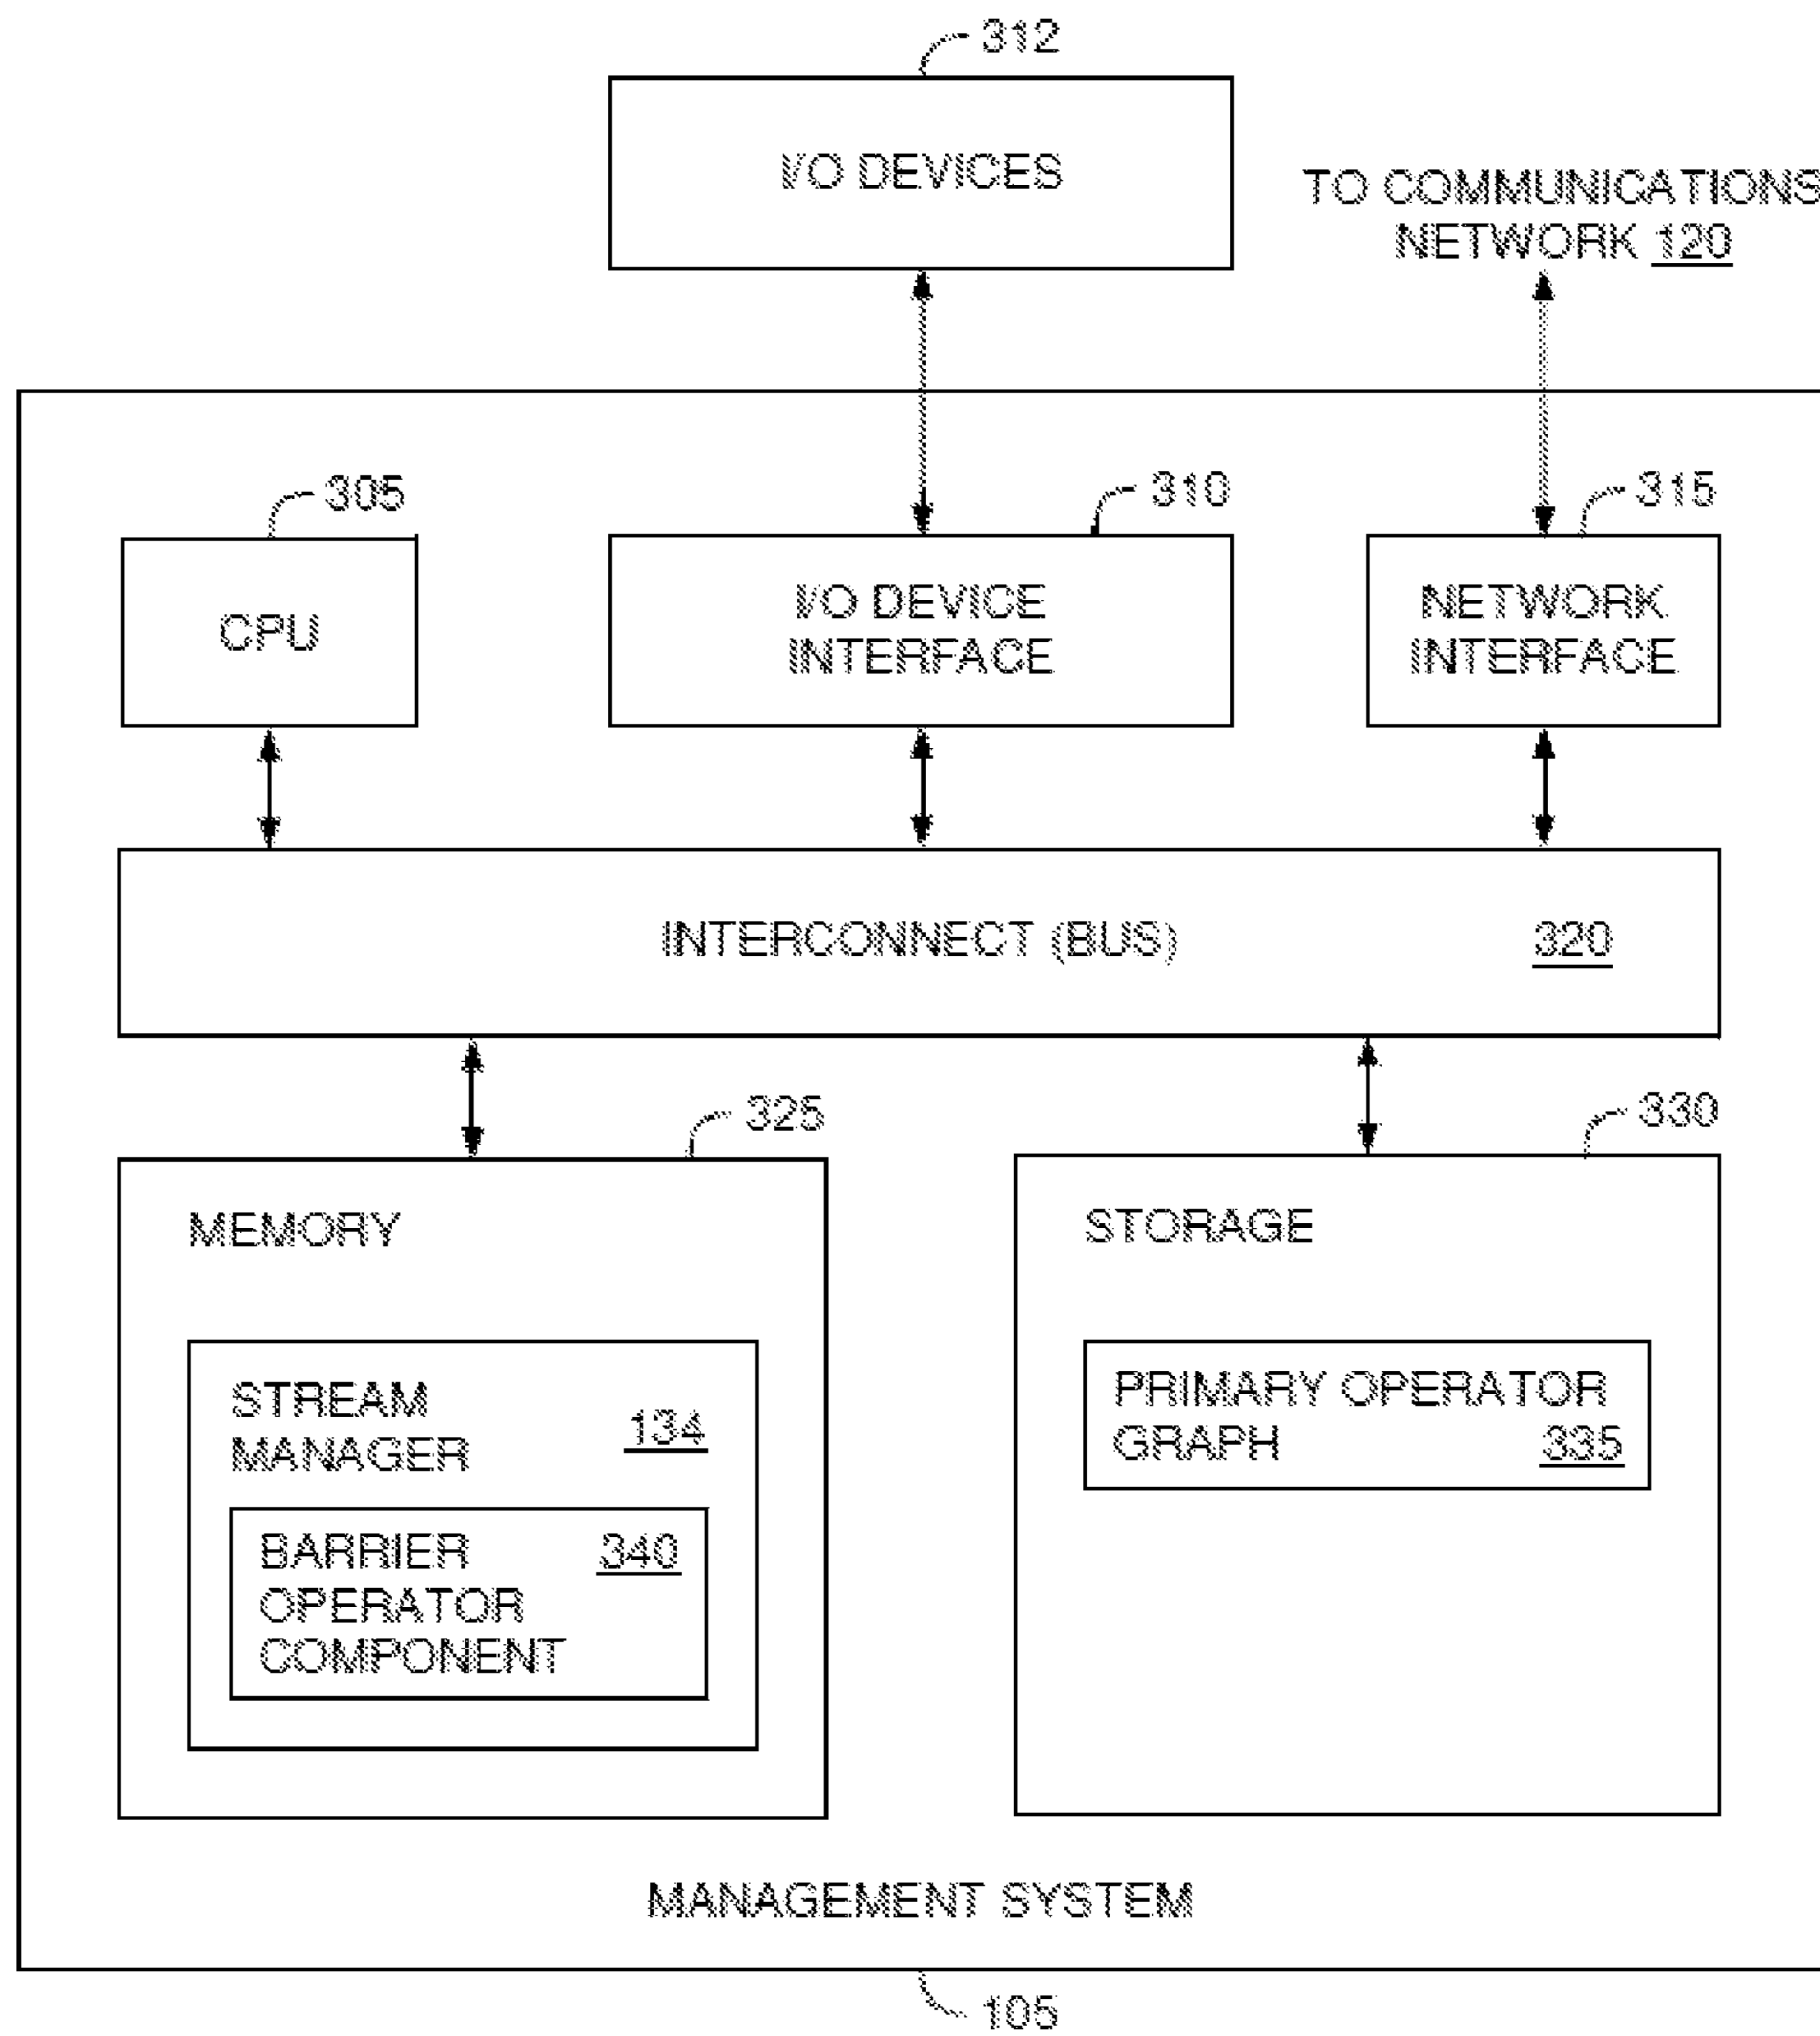 312
I/O DEVICES
TO COMMUNICATIONS
NETWORK 120
305
310
315
CPU
I/O DEVICE
INTERFACE
NETWORK
INTERFACE
INTERCONNECT (BUS)
320
325
330
MEMORY
STORAGE
STREAM
MANAGER
134
BARRIER
OPERATOR
COMPONENT
340
PRIMARY OPERATOR
GRAPH
335
MANAGEMENT SYSTEM
105